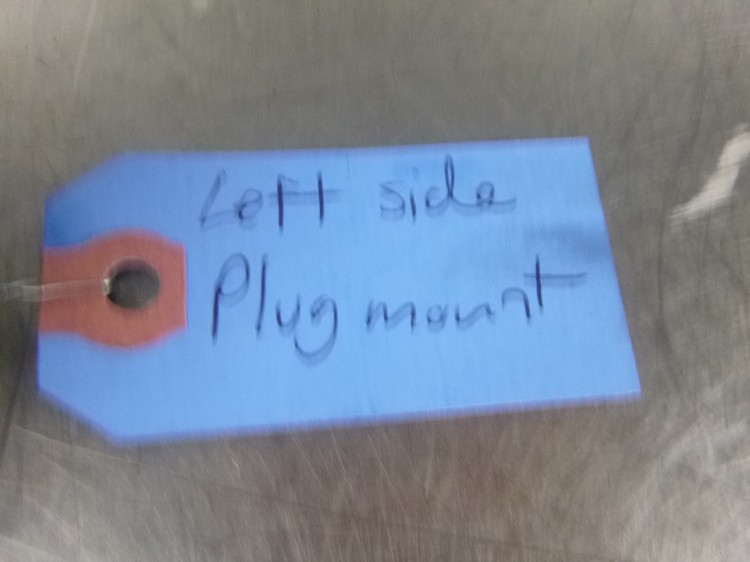 Left side
Plug mount